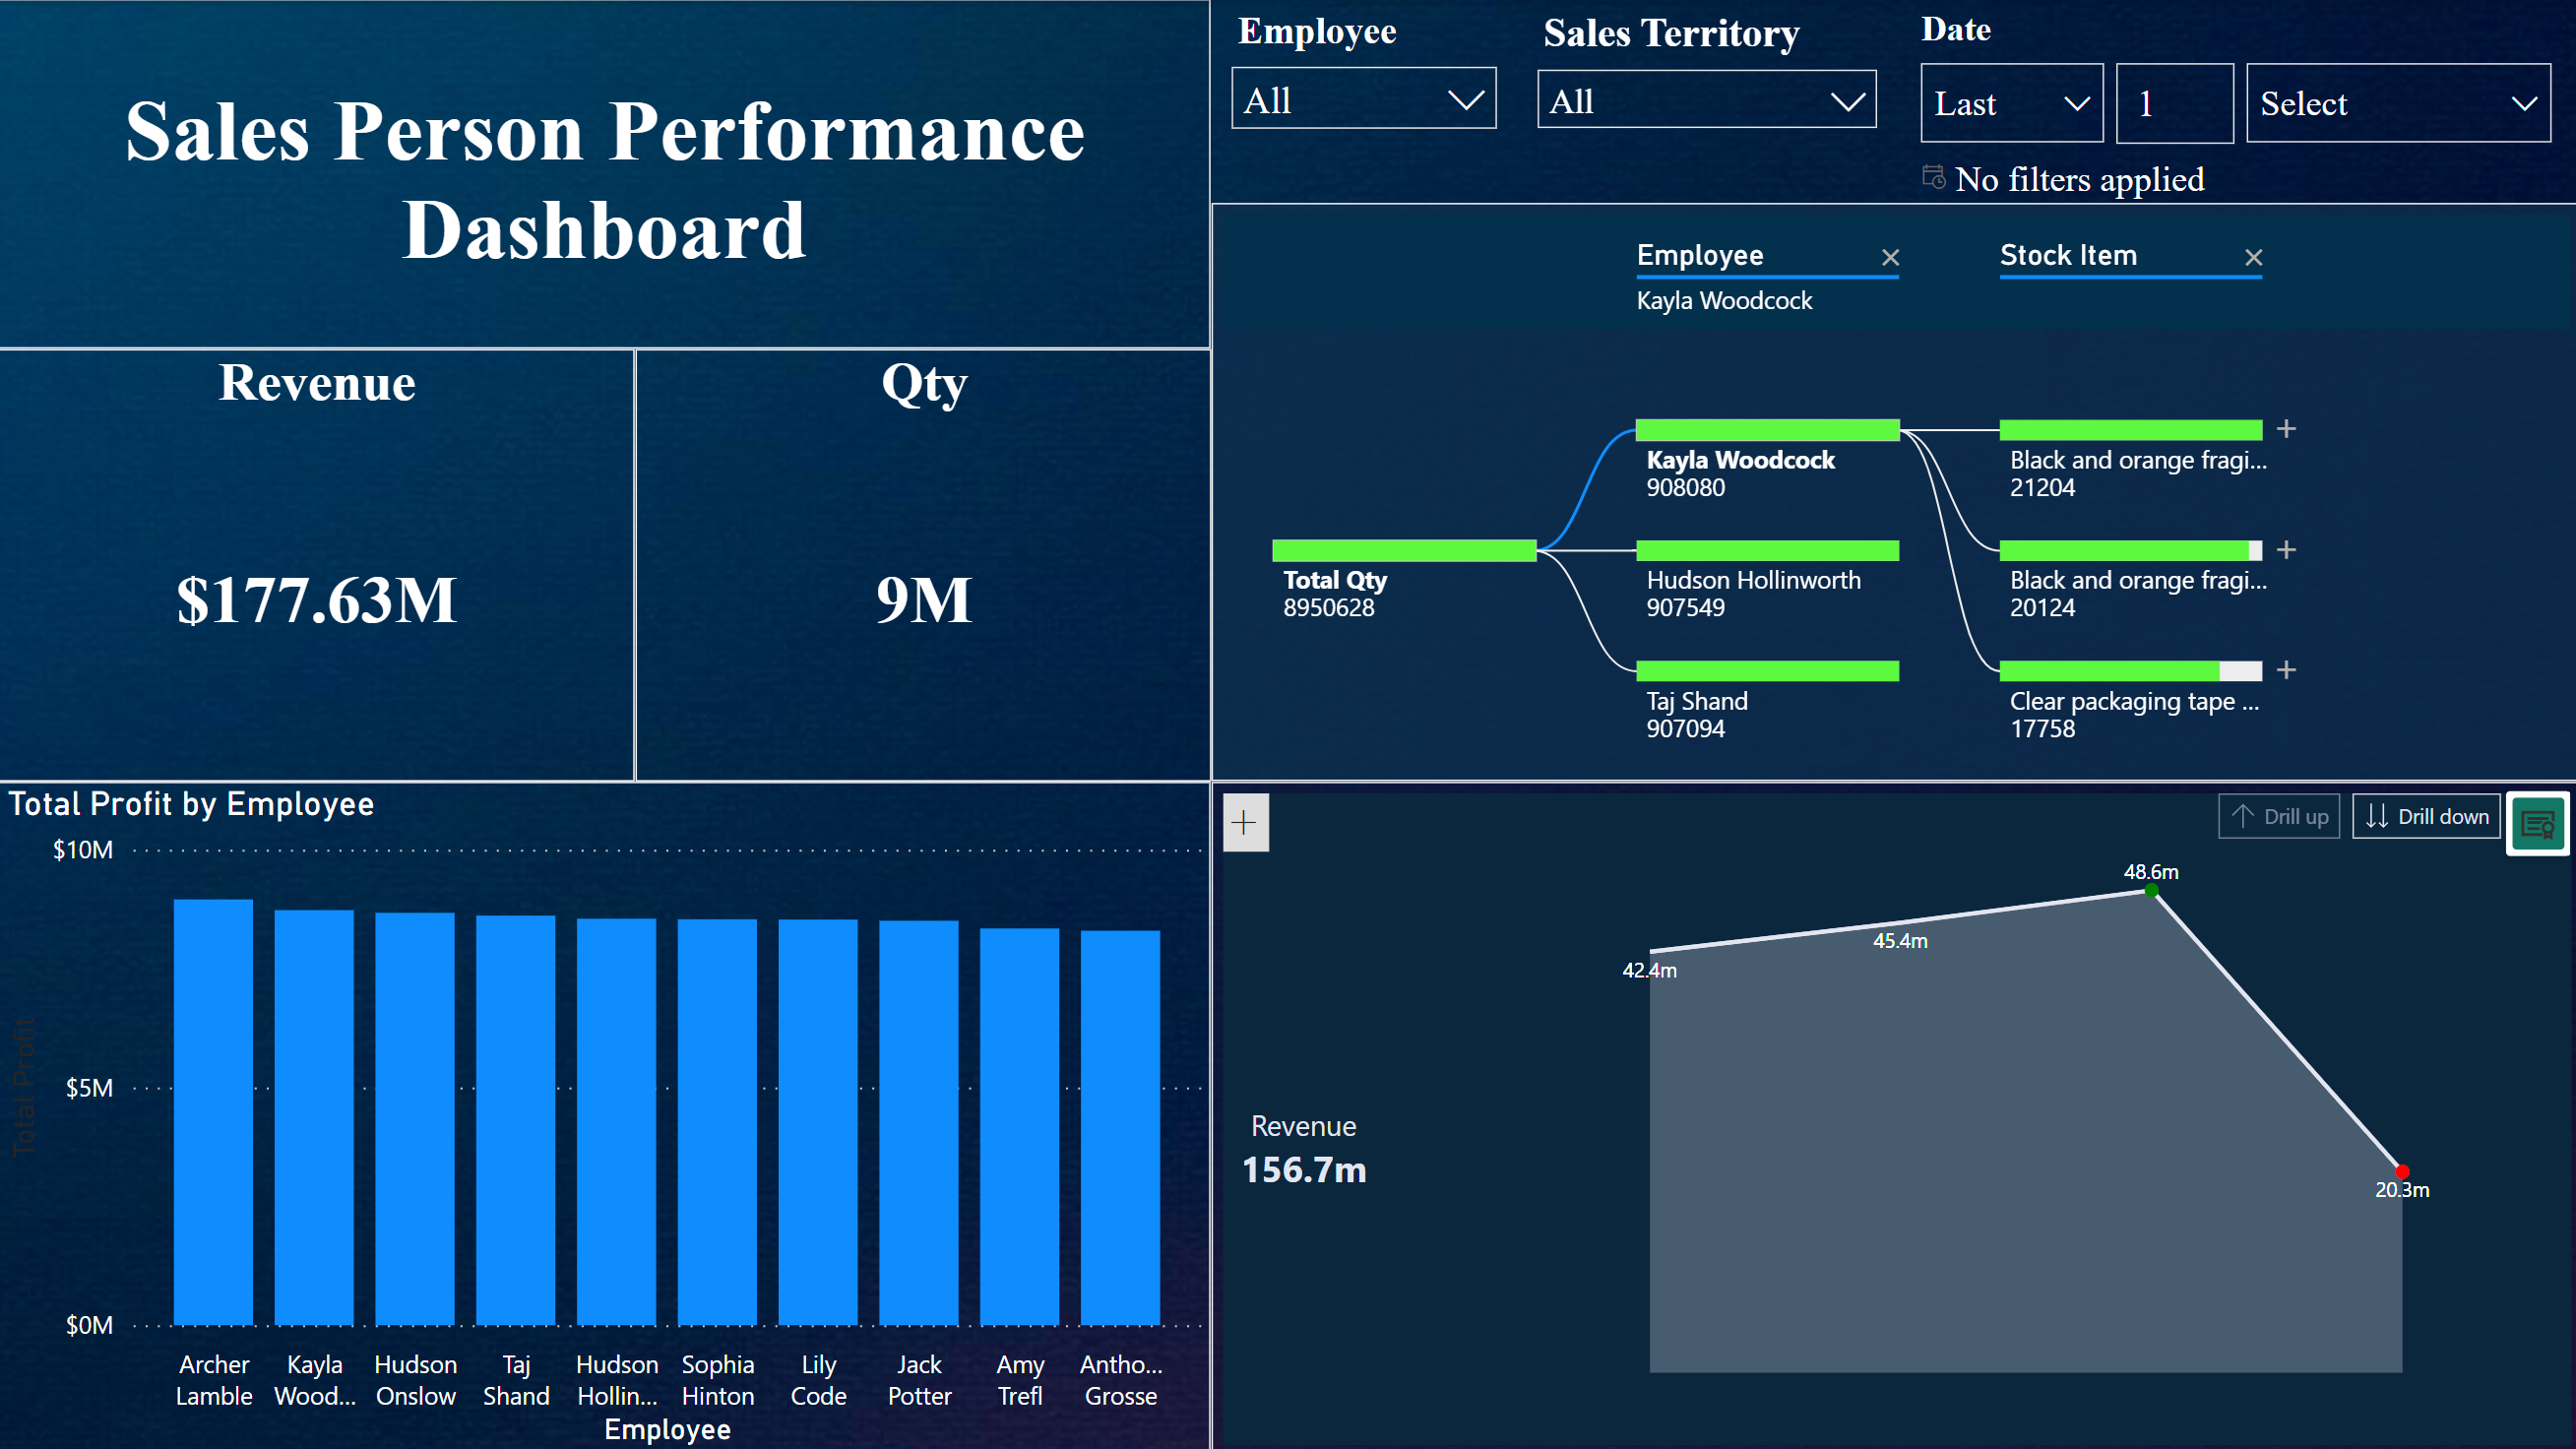 Sales Person Performance
Dashboard
Employee
All
Sales Territory
All
Date
Last
1
Select
No filters applied
Revenue
$177.63M
Qty
9M
Employee
Kayla Woodcock
Stock Item
Total Qty
8950628
Kayla Woodcock
908080
Hudson Hollinworth
907549
Taj Shand
907094
Black and orange fragi...
21204
Black and orange fragi...
20124
Clear packaging tape ...
17758
Total Profit by Employee
Total Profit
$10M
$5M
$0M
Archer
Lamble
Kayla
Wood...
Hudson
Onslow
Taj
Shand
Hudson
Hollin...
Sophia
Hinton
Lily
Code
Jack
Potter
Amy
Trefl
Antho...
Grosse
Employee
Drill up
Drill down
Revenue
156.7m
42.4m
45.4m
48.6m
20.3m